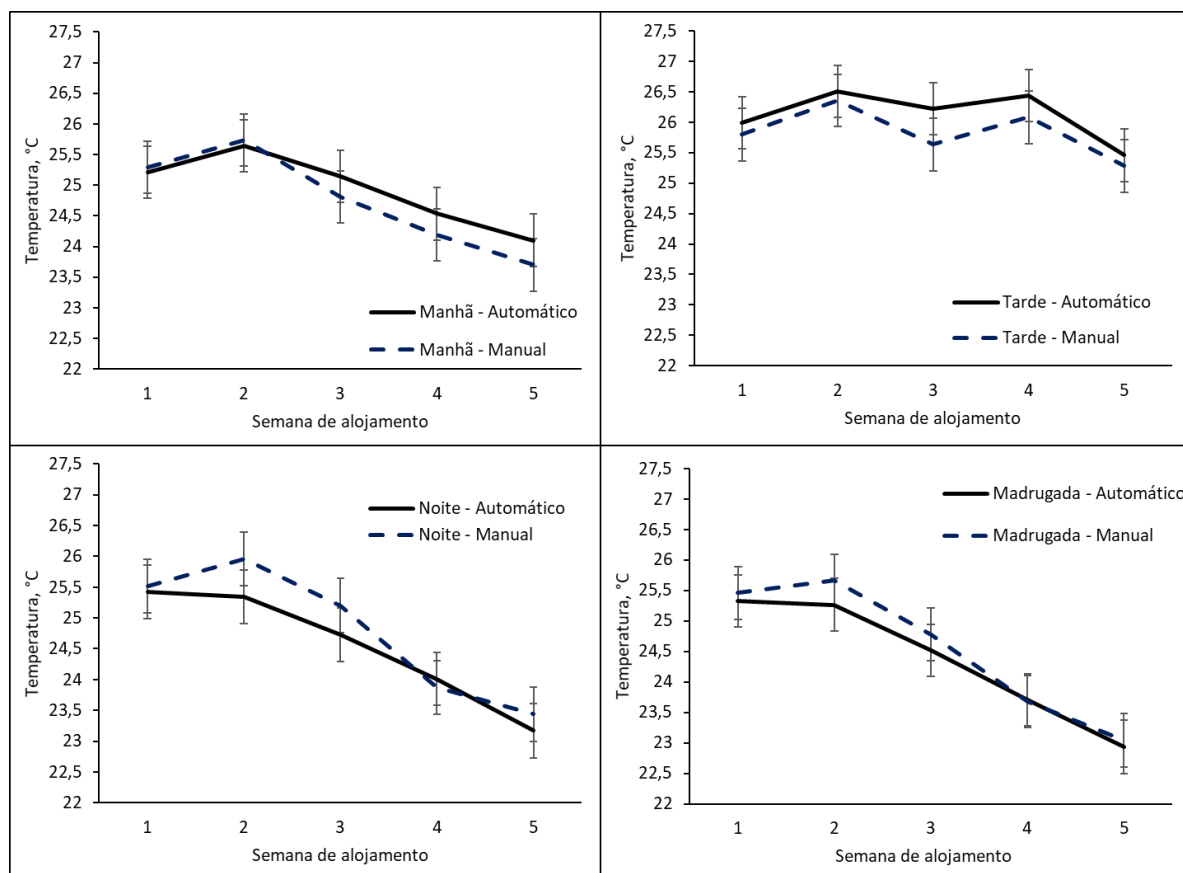 27,5
27
26,5
26
25,5
25
24,5
24
23,5
23
22,5
22
Temperatura, °C
Manhã - Automático
Manhã - Manual
1 2 3 4 5
Semana de alojamento
27,5
27
26,5
26
25,5
25
24,5
24
23,5
23
22,5
22
Temperatura, °C
Tarde - Automático
Tarde - Manual
1 2 3 4 5
Semana de alojamento
27,5
27
26,5
26
25,5
25
24,5
24
23,5
23
22,5
22
Temperatura, °C
Noite - Automático
Noite - Manual
1 2 3 4 5
Semana de alojamento
27,5
27
26,5
26
25,5
25
24,5
24
23,5
23
22,5
22
Temperatura, °C
Madrugada - Automático
Madrugada - Manual
1 2 3 4 5
Semana de alojamento